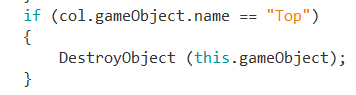 if (col.gameObject.name == "Top")
{
    DestroyObject (this.gameObject);
}